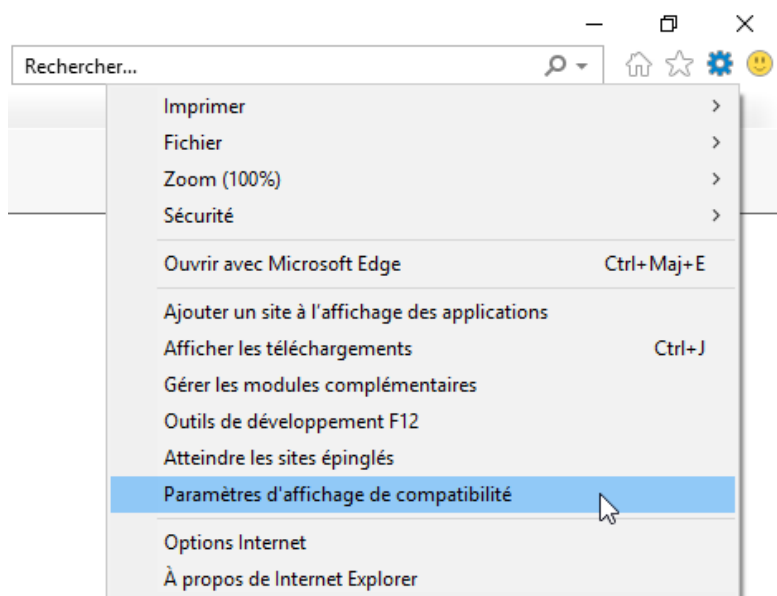 Rechercher...
Imprimer
Fichier
Zoom (100%)
Sécurité
Ouvrir avec Microsoft Edge Ctrl+Maj+E
Ajouter un site à l'affichage des applications
Afficher les téléchargements Ctrl+J
Gérer les modules complémentaires
Outils de développement F12
Atteindre les sites épinglés
Paramètres d'affichage de compatibilité
Options Internet
À propos de Internet Explorer